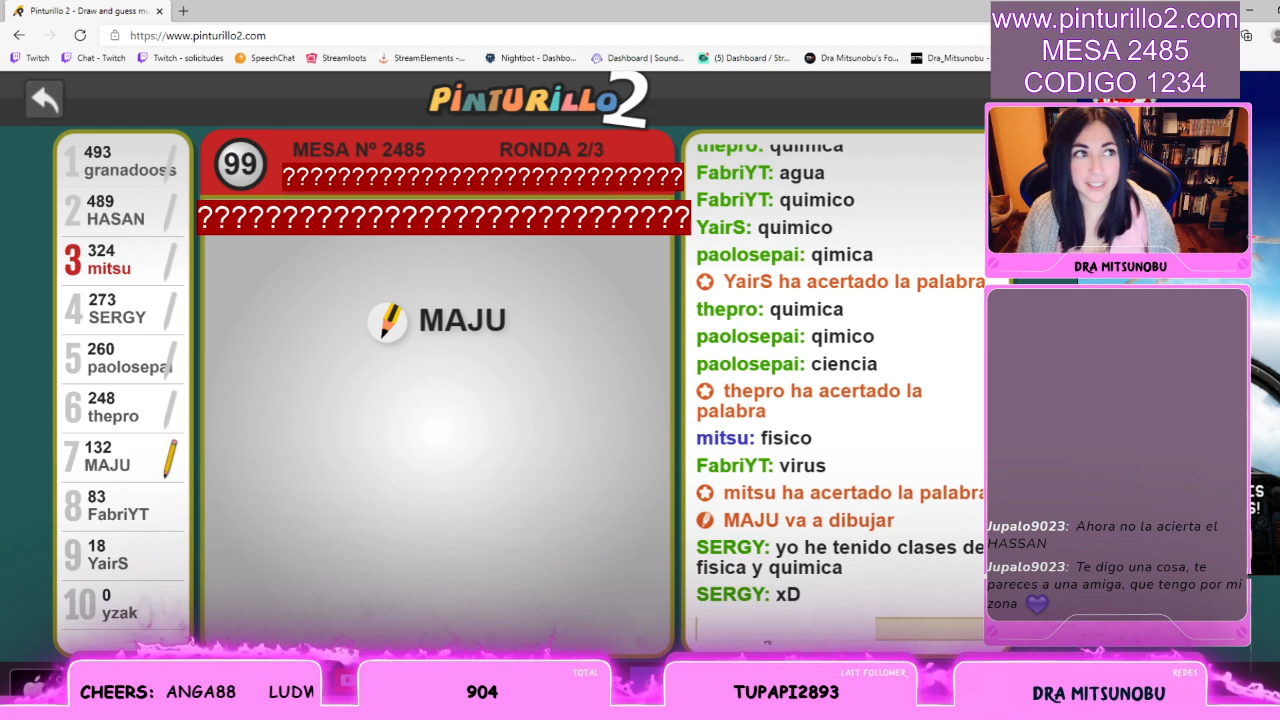 Pinturillo 2 - Draw and guess mu
https://www.pinturillo2.com
Twitch
Chat - Twitch
Twitch - solicitudes
SpeechChat
Streamloots
StreamElements -...
Nightbot - Dashbo...
Dashboard | Sound...
(5) Dashboard / Str...
Dra Mitsunobu's Fo...
Dra_Mitsunobu -
www.pinturillo2.com
MESA 2485
CODIGO 1234
PINTURILLO 2
1 493 granadooss
2 489 HASAN
3 324 mitsu
4 273 SERGY
5 260 paolosepai
6 248 thepro
7 132 MAJU
8 83 FabriYT
9 18 YairS
10 0 yzak
99 MESA Nº 2485 RONDA 2/3
?????????????????????????????
?????????????????????????????
MAJU
thepro: quimica
FabriYT: agua
FabriYT: quimico
YairS: quimico
paolosepai: qimica
YairS ha acertado la palabra
thepro: quimica
paolosepai: qimico
paolosepai: ciencia
thepro ha acertado la
palabra
mitsu: fisico
FabriYT: virus
mitsu ha acertado la palabra
MAJU va a dibujar
SERGY: yo he tenido clases de
fisica y quimica
SERGY: xD
DRA MITSUNOBU
Jupalo9023: Ahora no la acierta el
HASSAN
Jupalo9023: Te digo una cosa, te
pareces a una amiga, que tengo por mi
zona
CHEERS: ANGA88 LUDW
TOTAL
904
LAST FOLLOWER
TUPAPI2893
REDES
DRA MITSUNOBU